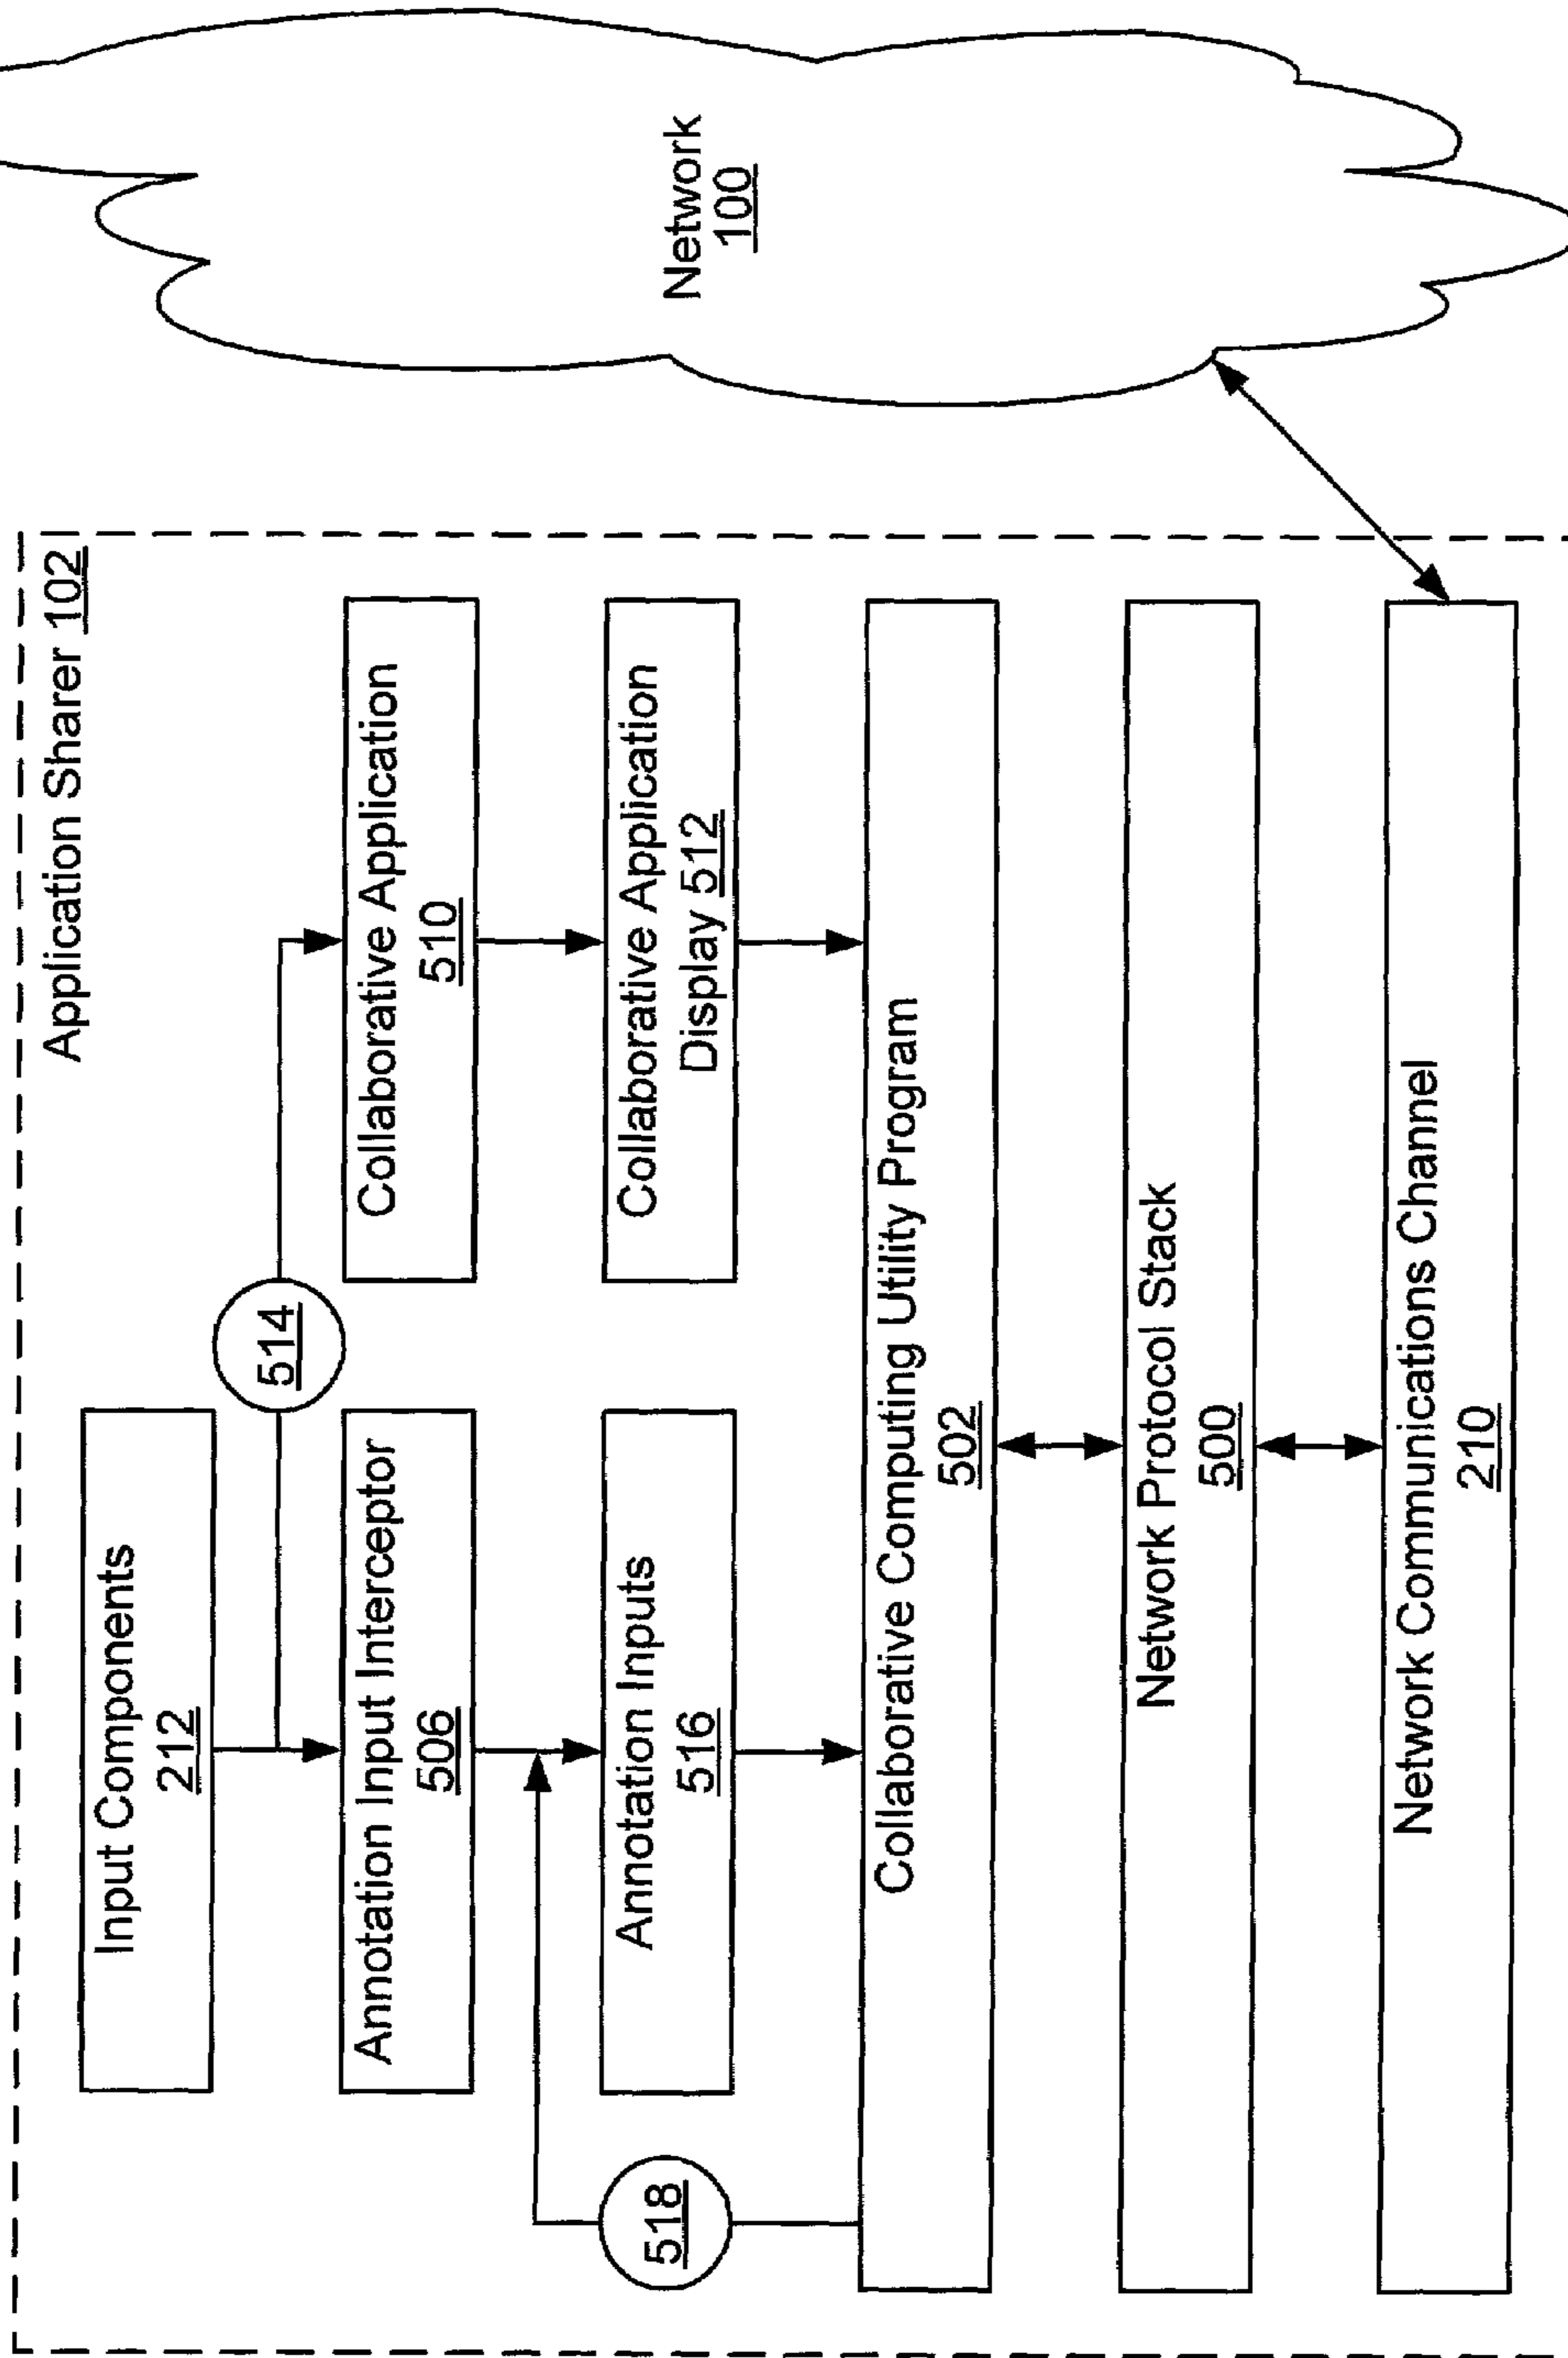 Application Sharer 102
Input Components
212
514
Annotation Input Interceptor
506
Collaborative Application
510
518
Annotation Inputs
516
Collaborative Application
Display 512
Collaborative Computing Utility Program
502
Network Protocol Stack
500
Network Communications Channel
210
Network
100